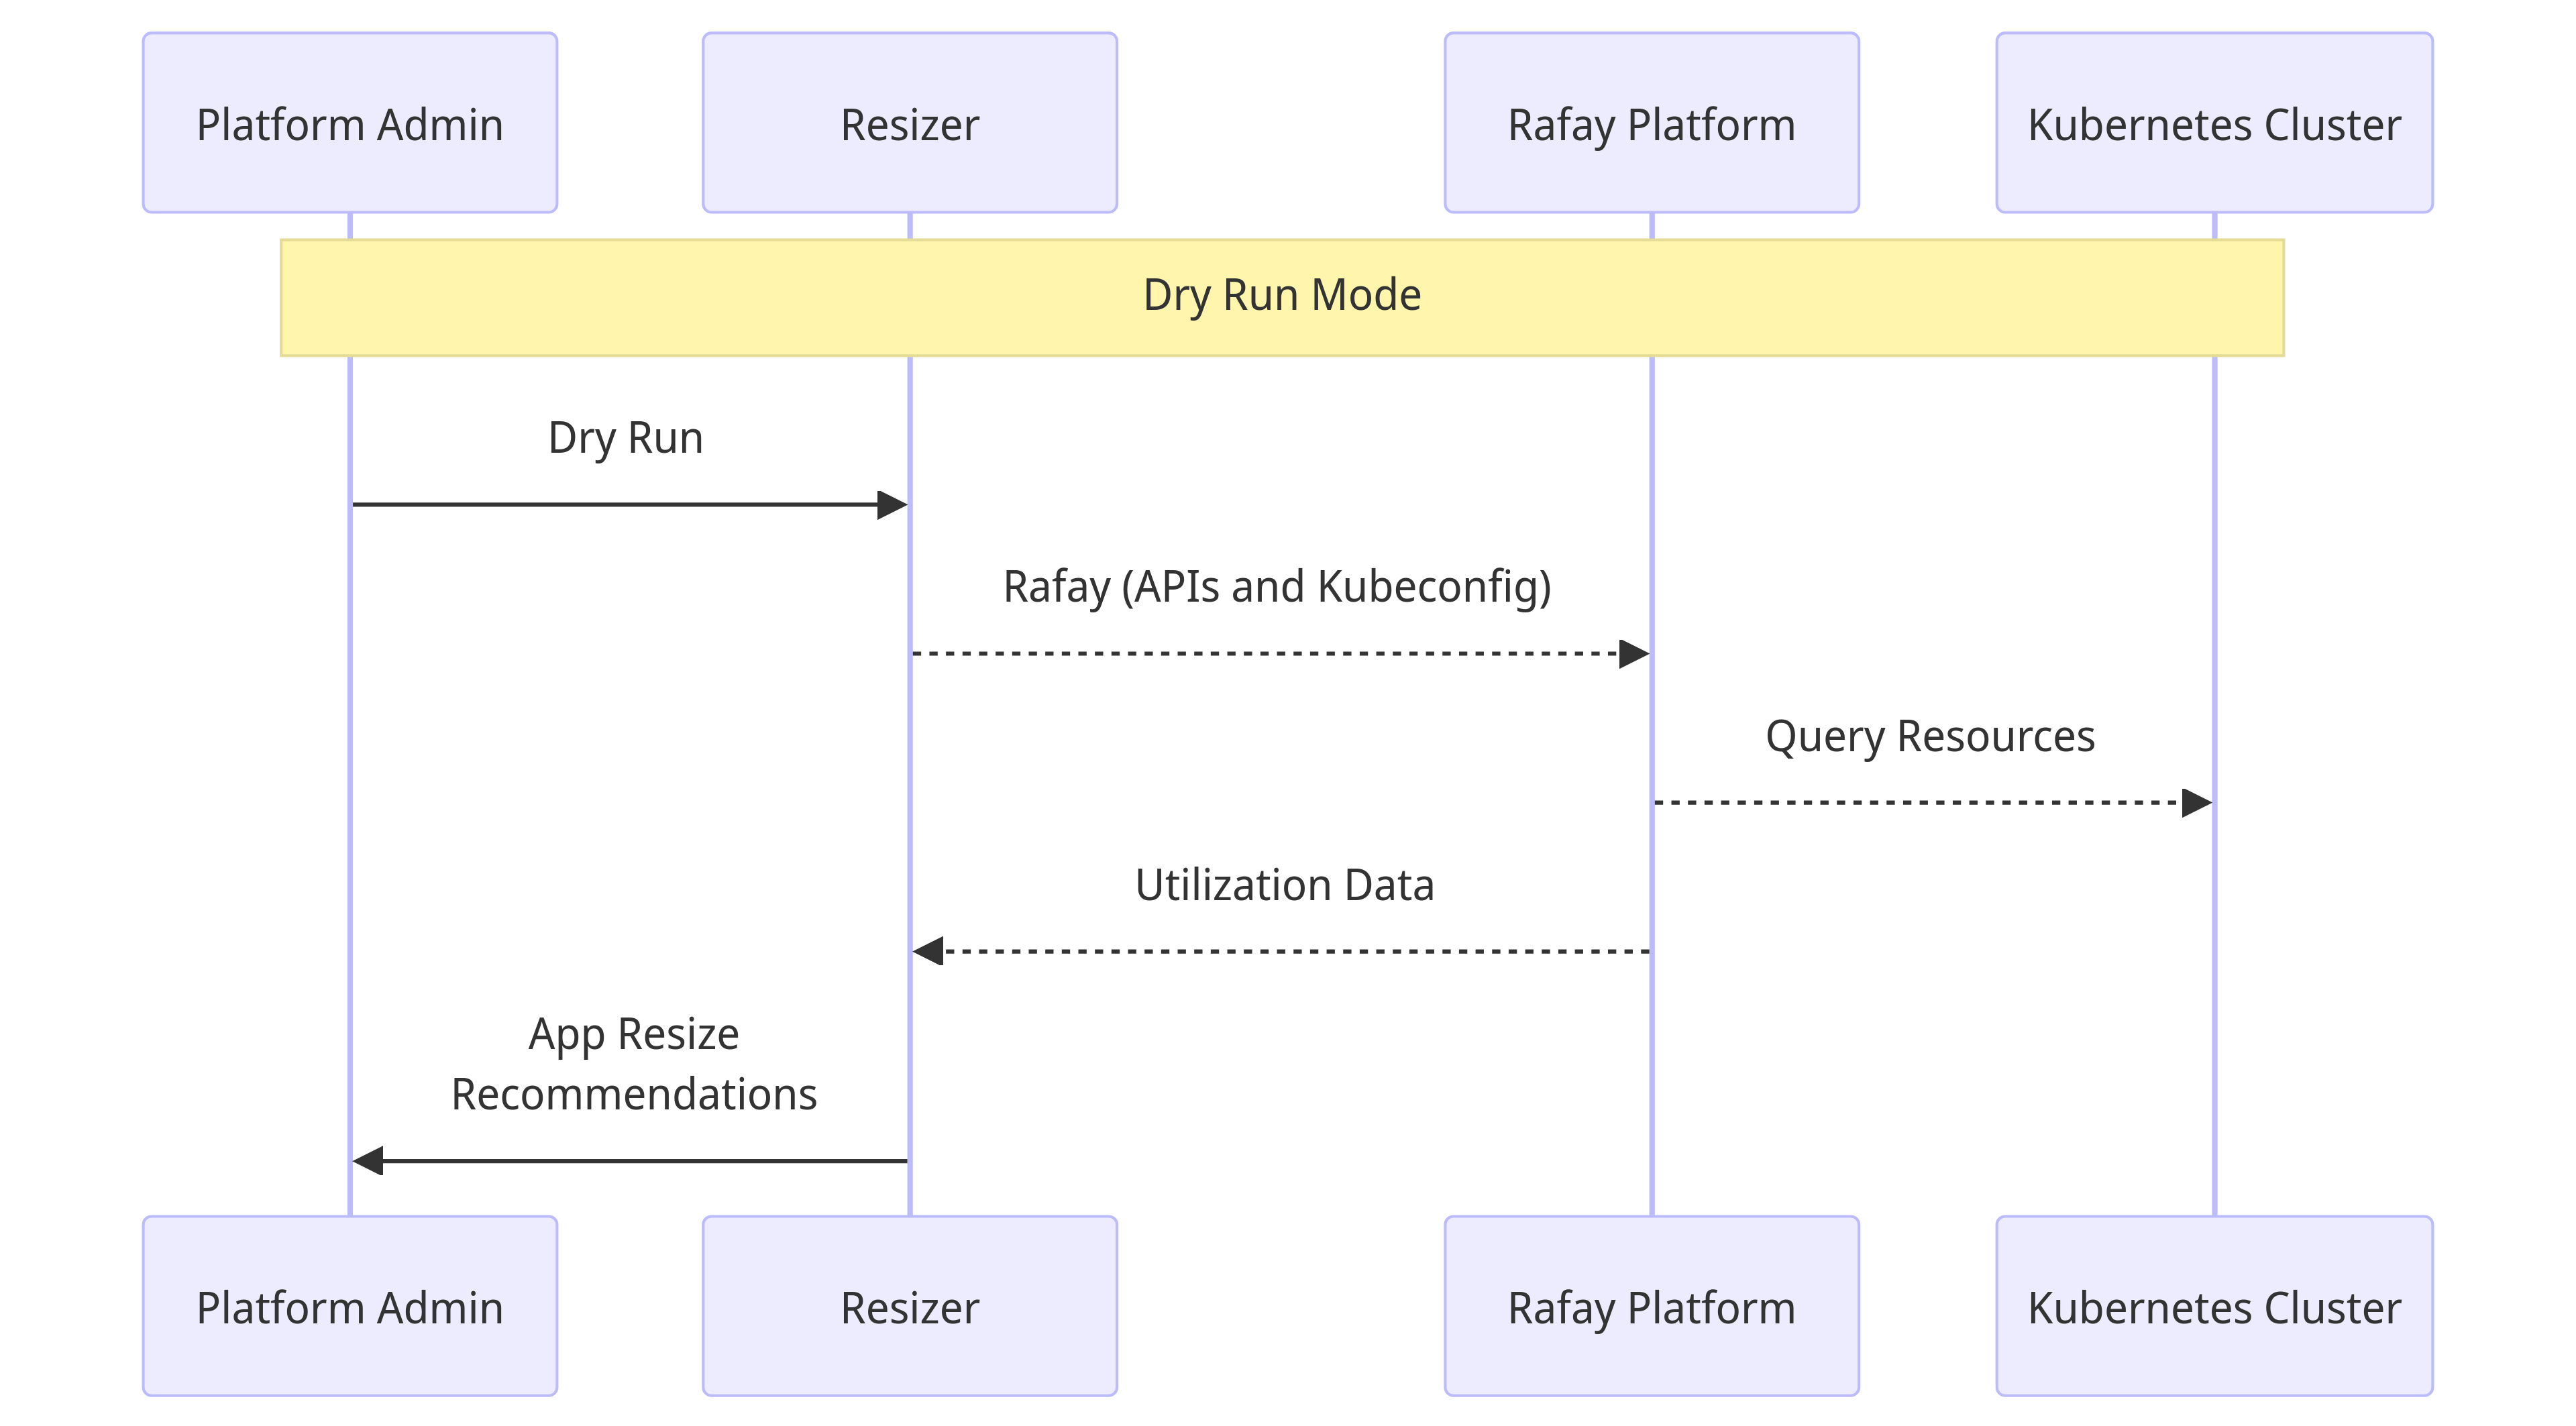 Platform Admin
Resizer
Rafay Platform
Kubernetes Cluster
Dry Run Mode
Dry Run
Rafay (APIs and Kubeconfig)
Query Resources
Utilization Data
App Resize
Recommendations
Platform Admin
Resizer
Rafay Platform
Kubernetes Cluster